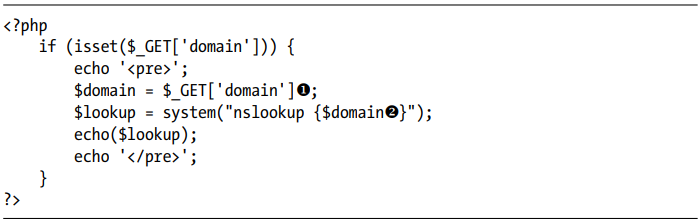 <?php
    if (isset($_GET['domain'])) {
        echo '<pre>';
        $domain = $_GET['domain']❶;
        $lookup = system("nslookup {$domain❷}");
        echo($lookup);
        echo '</pre>';
    }
?>